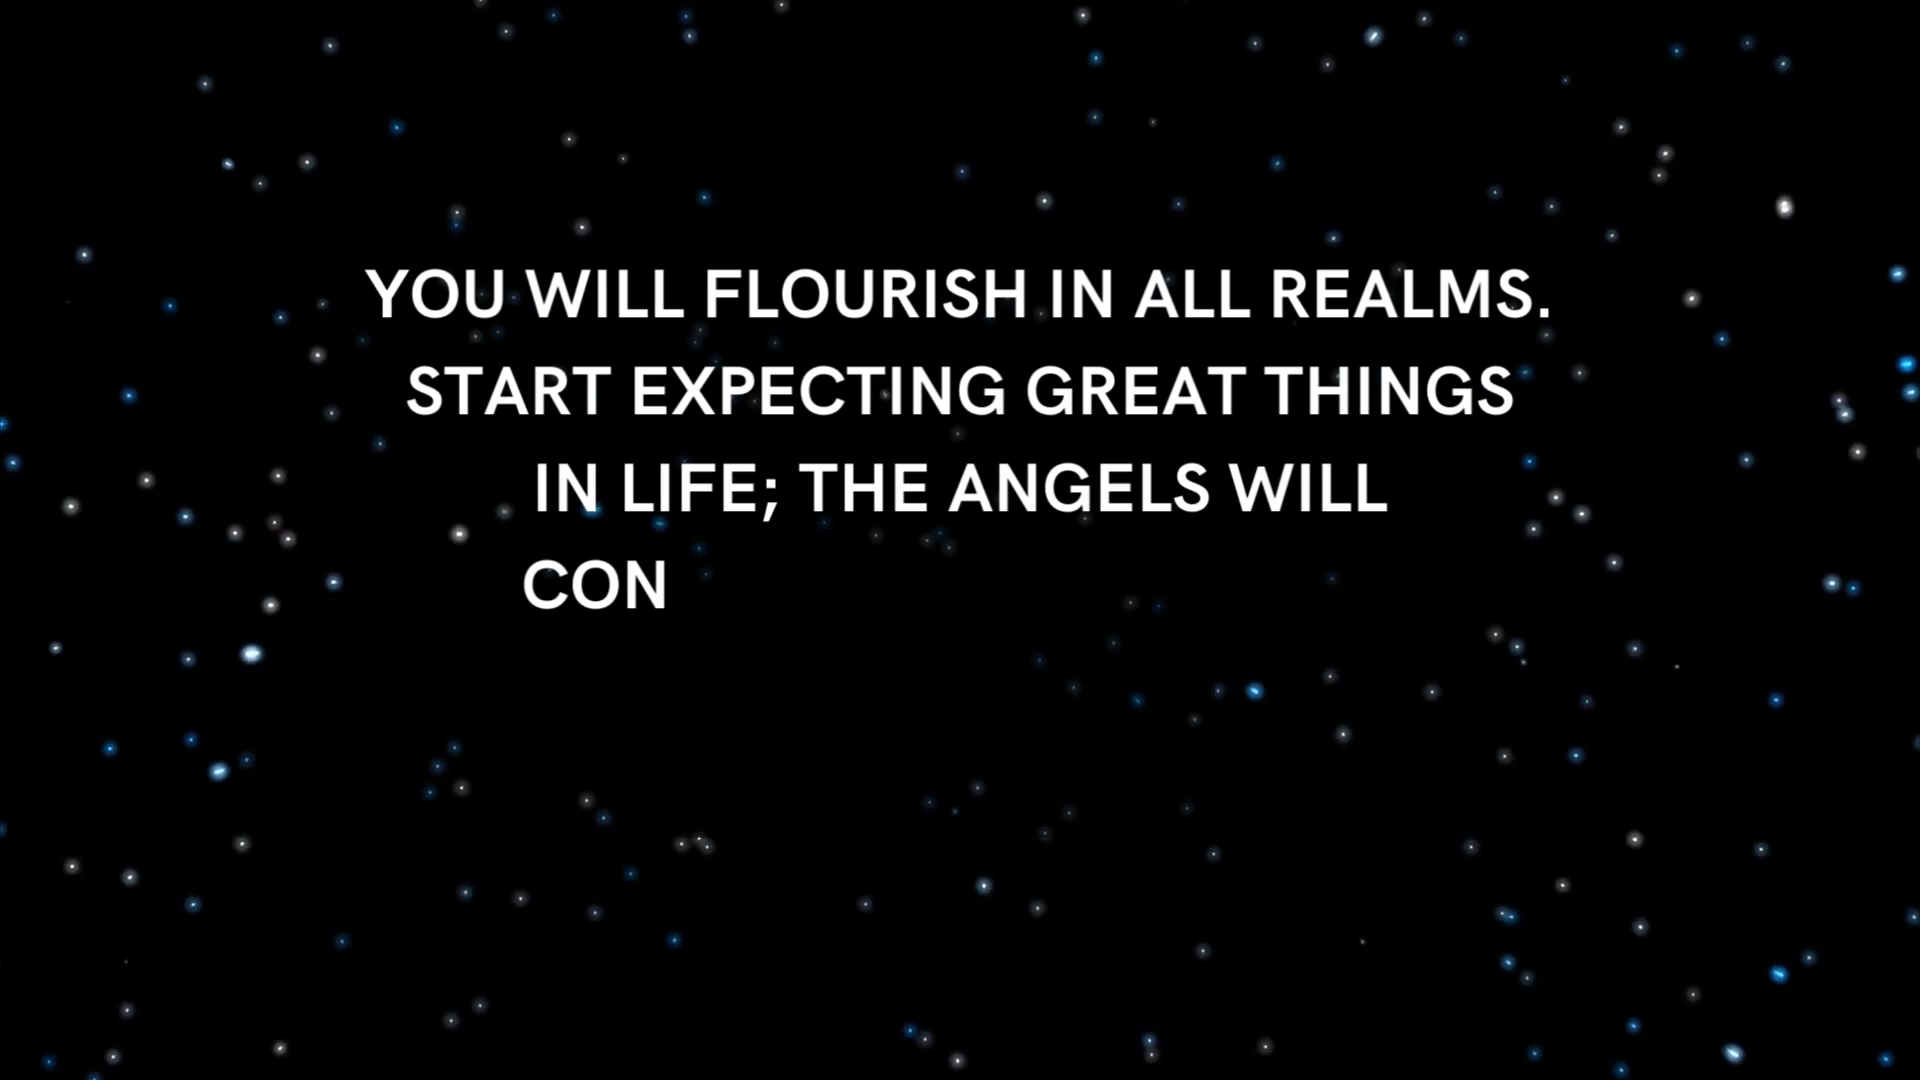 YOU WILL FLOURISH IN ALL REALMS.
START EXPECTING GREAT THINGS
IN LIFE; THE ANGELS WILL
CON